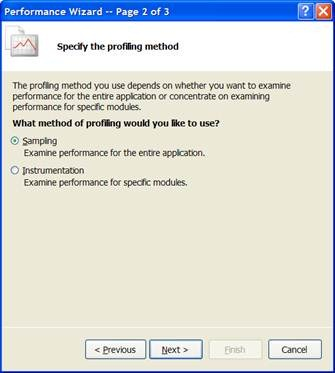 Performance Wizard -- Page 2 of 3
Specify the profiling method
The profiling method you use depends on whether you want to examine
performance for the entire application or concentrate on examining
performance for specific modules.
What method of profiling would you like to use?
Sampling
Examine performance for the entire application.
Instrumentation
Examine performance for specific modules.
< Previous
Next >
Finish
Cancel